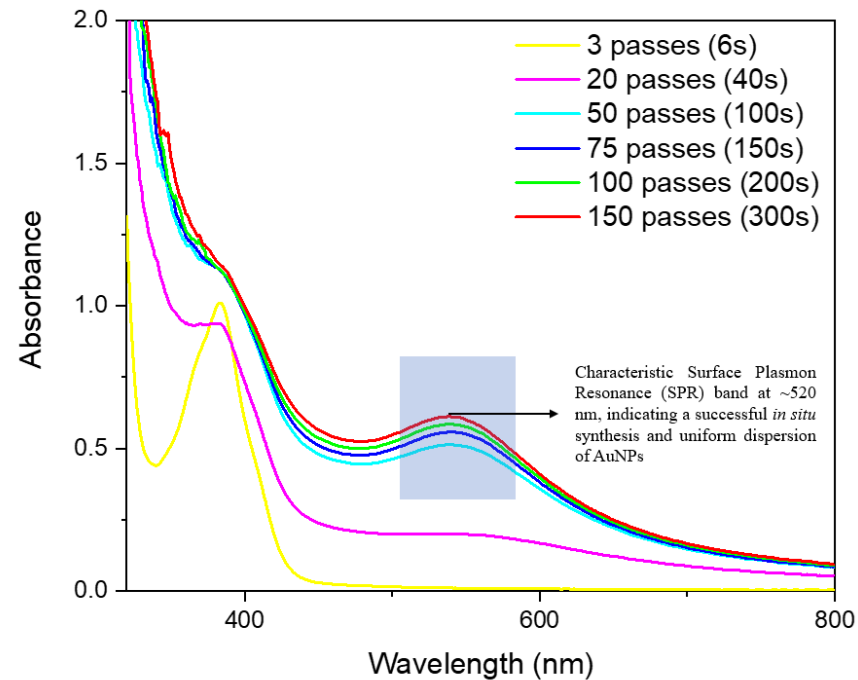 2.0
1.5
1.0
0.5
0.0
Absorbance
3 passes (6s)
20 passes (40s)
50 passes (100s)
75 passes (150s)
100 passes (200s)
150 passes (300s)
Characteristic Surface Plasmon
Resonance (SPR) band at ~520
nm, indicating a successful in situ
synthesis and uniform dispersion
of AuNPs
400
600
800
Wavelength (nm)